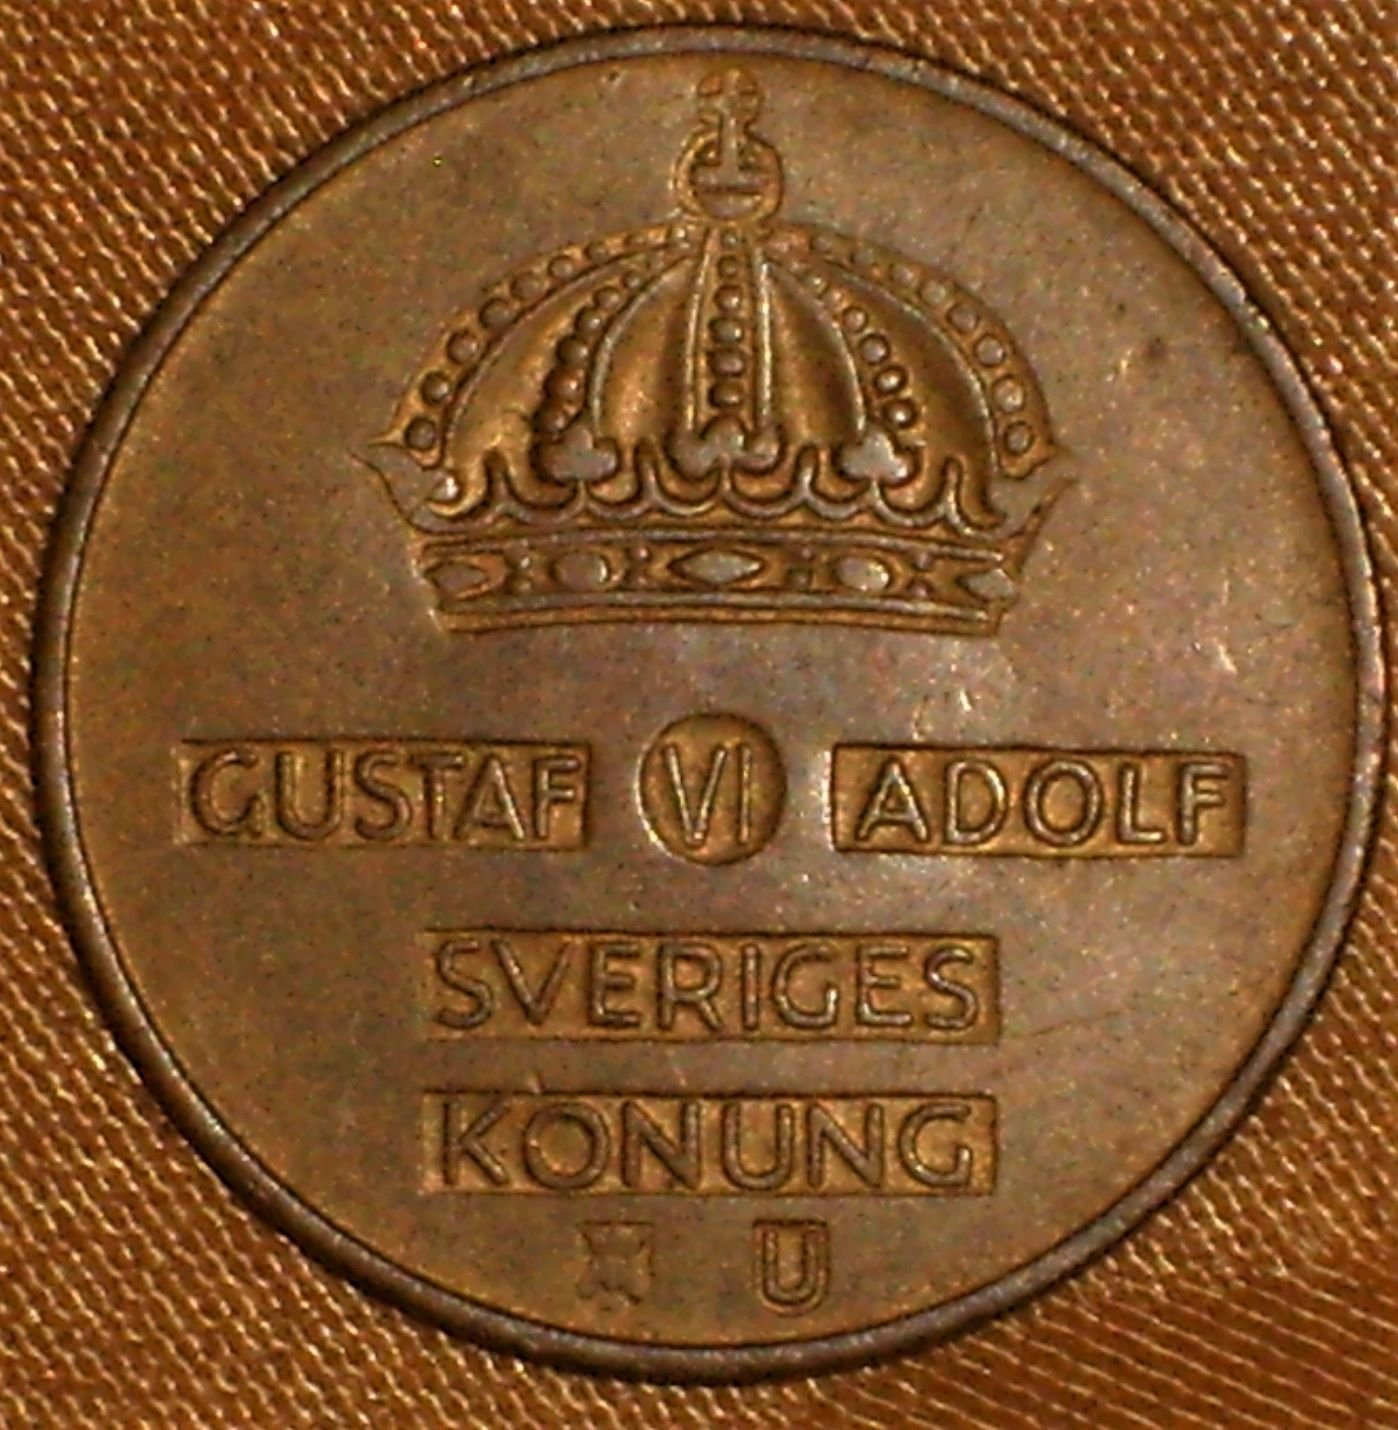 GUSTAF VI ADOLF
SVERIGES
KONUNG
U